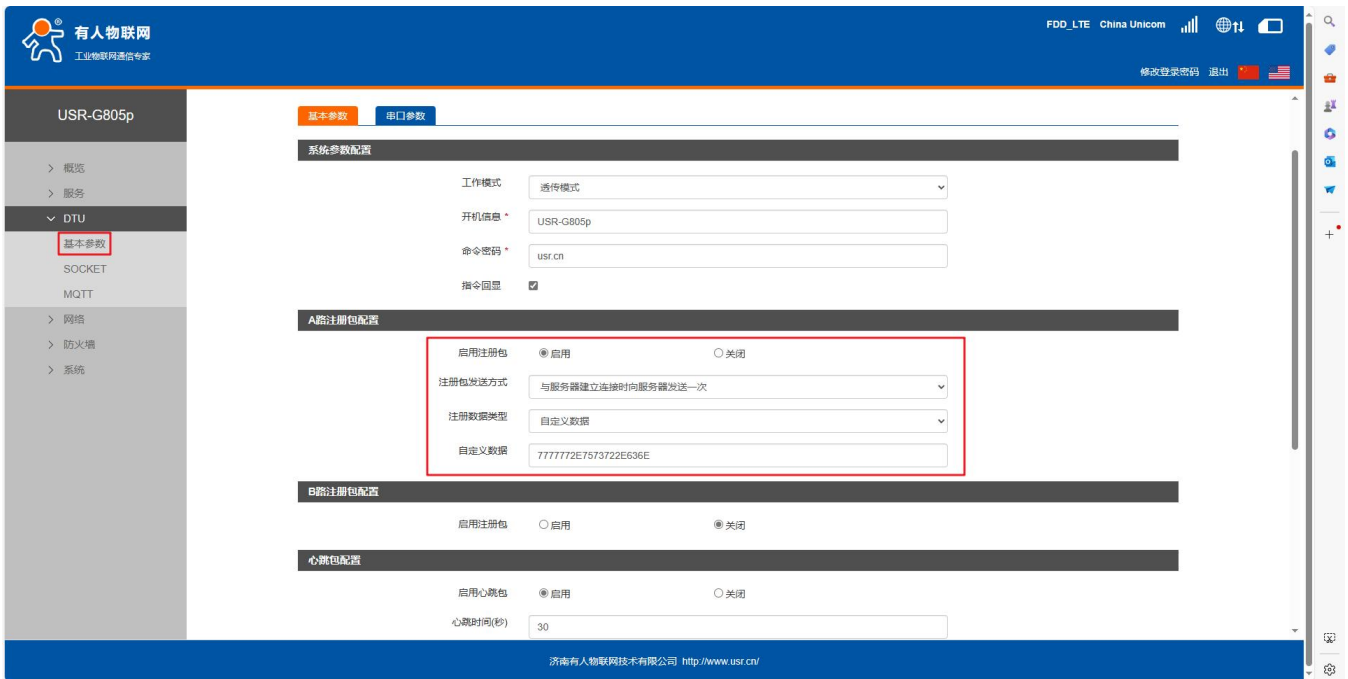 有人物联网
工业物联网通信专家
FDD_LTE China Unicom
修改登录密码 退出
USR-G805p
概览
服务
DTU
基本参数
SOCKET
MQTT
网络
防火墙
系统
基本参数 串口参数
系统参数配置
工作模式 透传模式
开机信息 * USR-G805p
命令密码 * usr.cn
指令回显
A路注册包配置
启用注册包 启用 关闭
注册包发送方式 与服务器建立连接时向服务器发送一次
注册数据类型 自定义数据
自定义数据 7777772E7573722E636E
B路注册包配置
启用注册包 启用 关闭
心跳包配置
启用心跳包 启用 关闭
心跳时间(秒) 30
济南有人物联网技术有限公司 http://www.usr.cn/